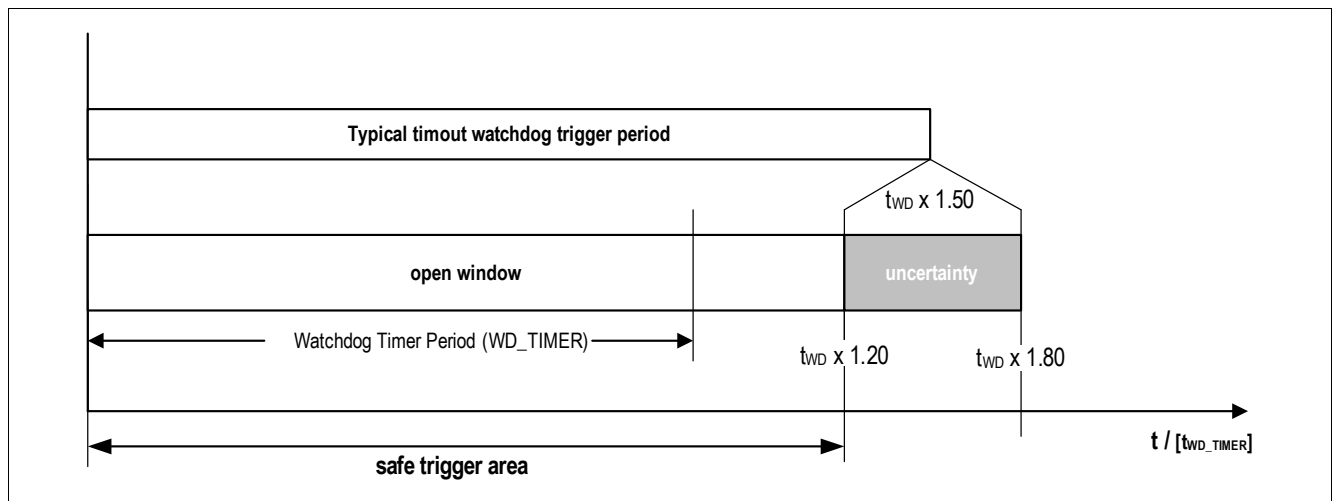 Typical timout watchdog trigger period
tWD x 1.50
open window
uncertainty
Watchdog Timer Period (WD_TIMER)
tWD x 1.20
tWD x 1.80
t / [tWD_TIMER]
safe trigger area